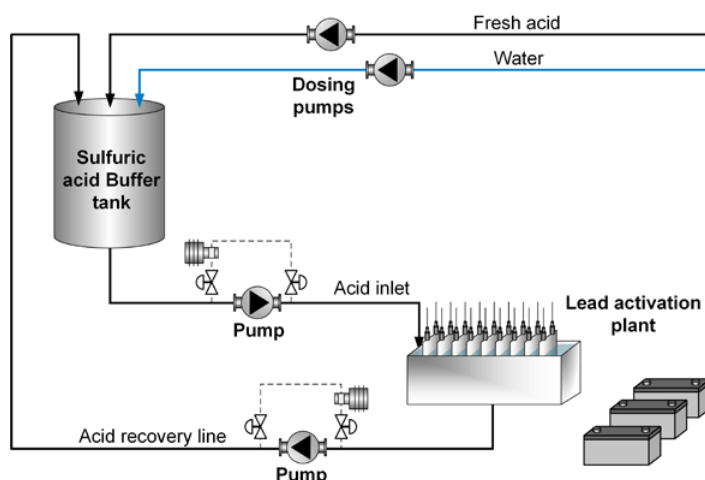 Fresh acid
Water
Dosing
pumps
Sulfuric
acid Buffer
tank
Acid inlet
Pump
Lead activation
plant
Acid recovery line
Pump